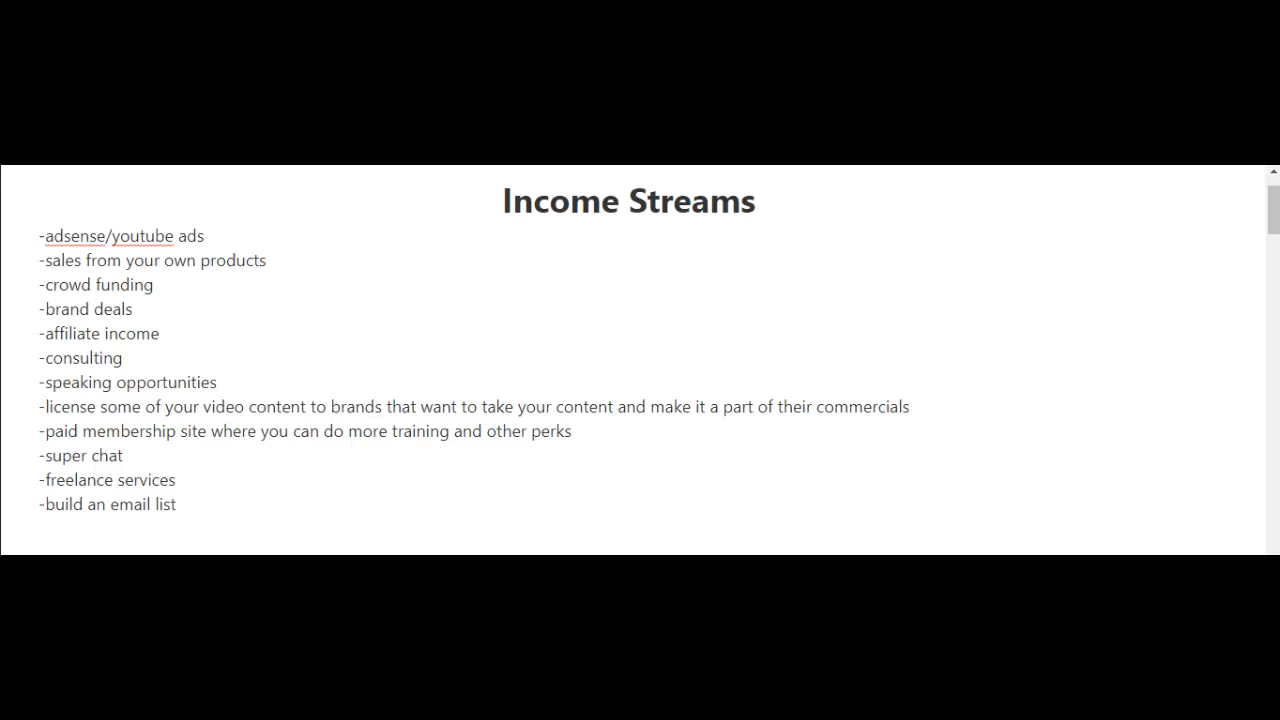 Income Streams
-adsense/youtube ads
-sales from your own products
-crowd funding
-brand deals
-affiliate income
-consulting
-speaking opportunities
-license some of your video content to brands that want to take your content and make it a part of their commercials
-paid membership site where you can do more training and other perks
-super chat
-freelance services
-build an email list